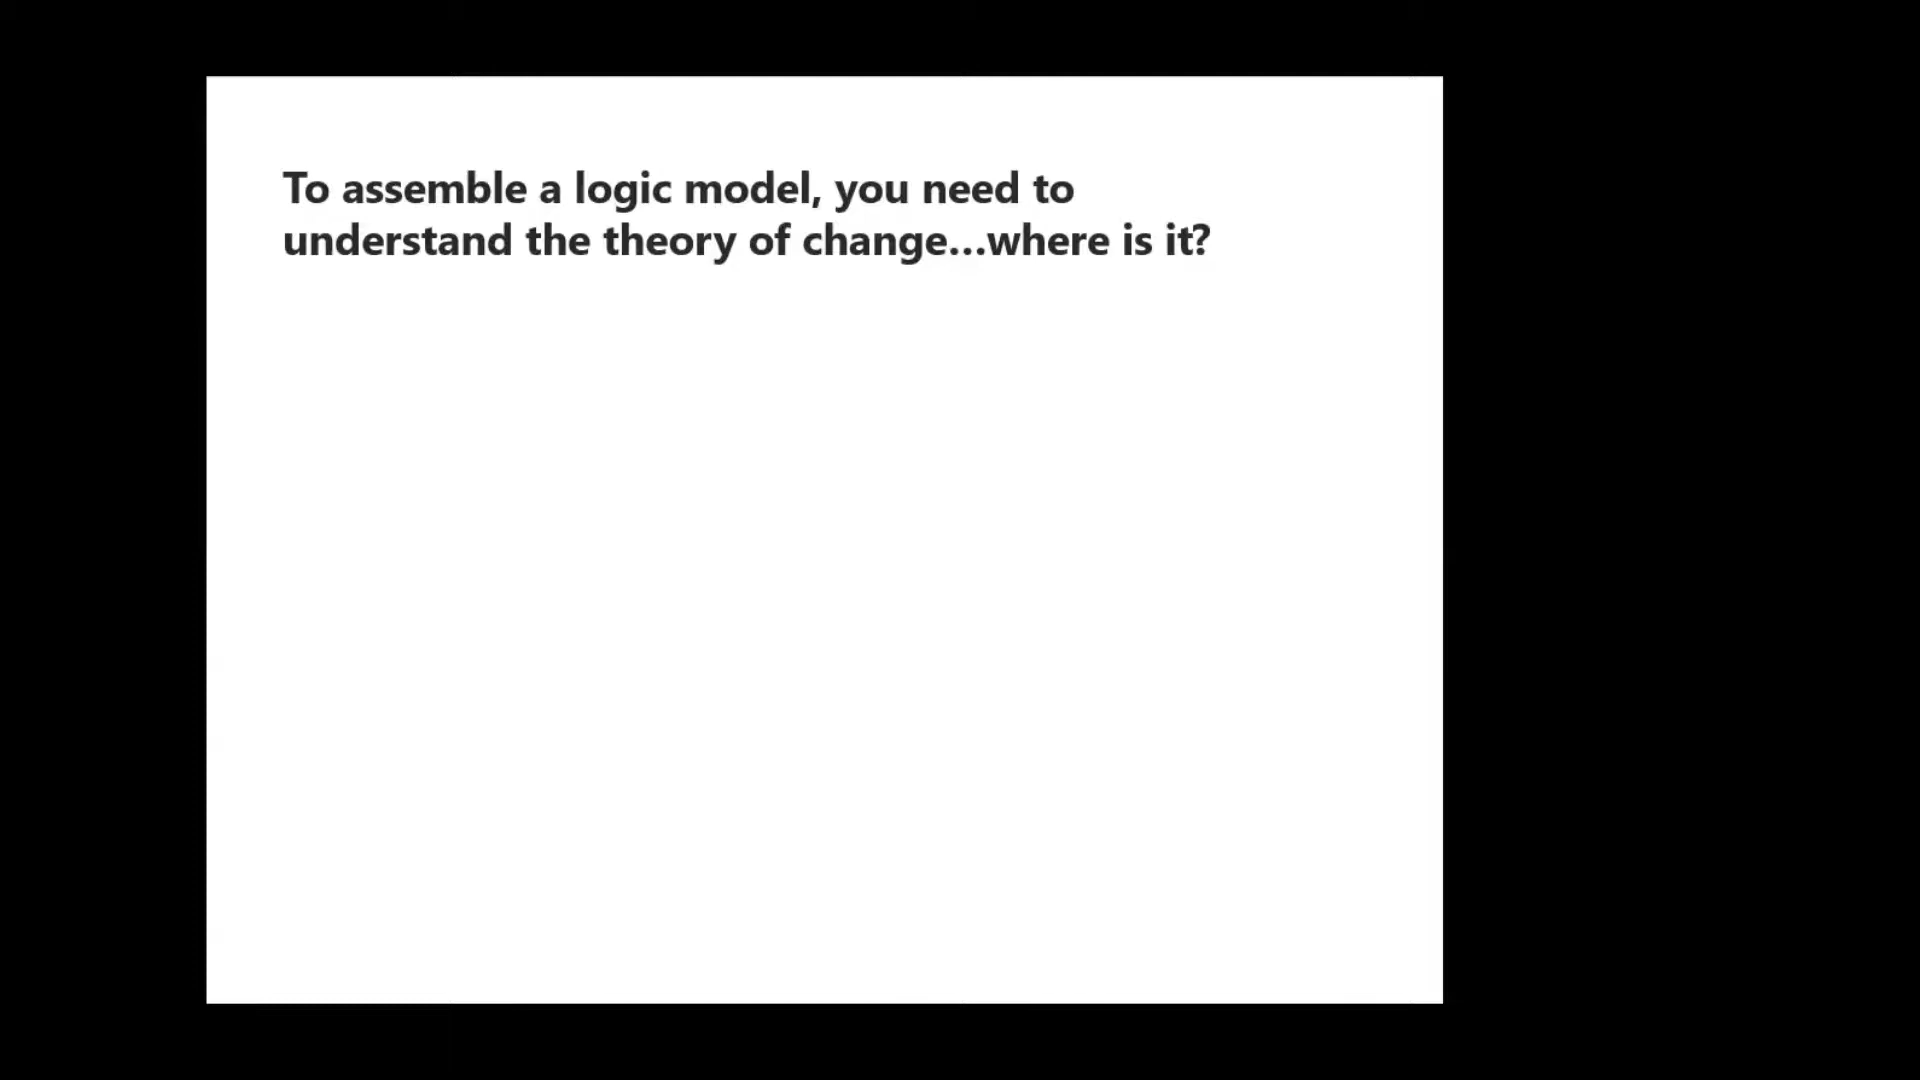 To assemble a logic model, you need to
understand the theory of change...where is it?